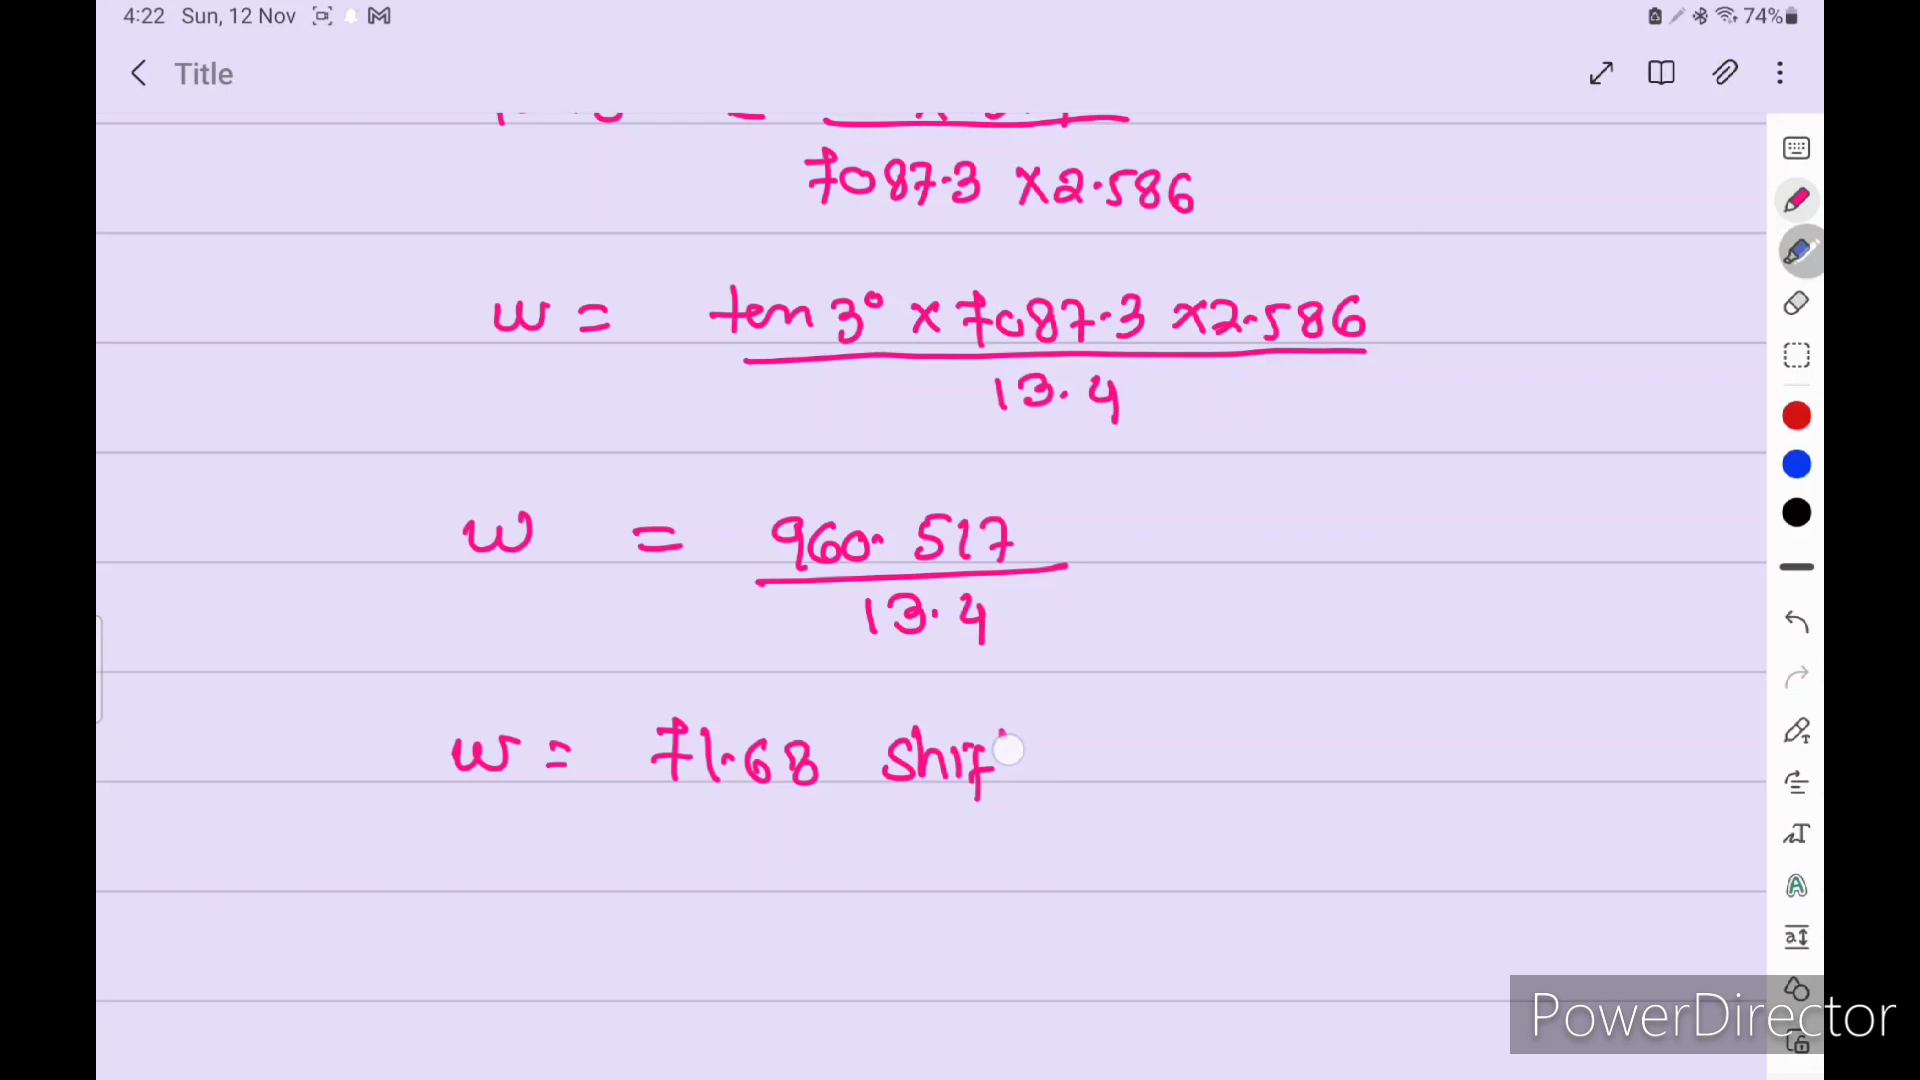 4:22 Sun, 12 Nov 74%
Title
7087.3 x2.586
w = tan 3° x 7087.3 x2.586
13.4
w = 960.517
13.4
w = 71.68 Shif
PowerDirector